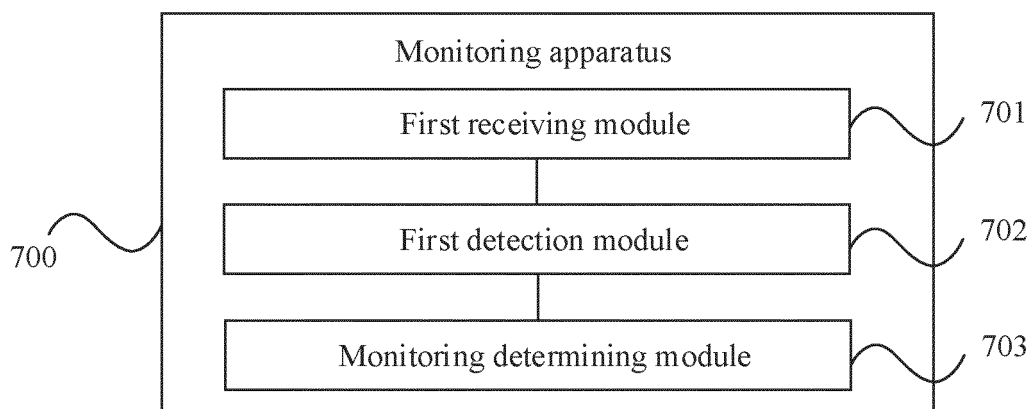 Monitoring apparatus
First receiving module
701
First detection module
702
700
Monitoring determining module
703